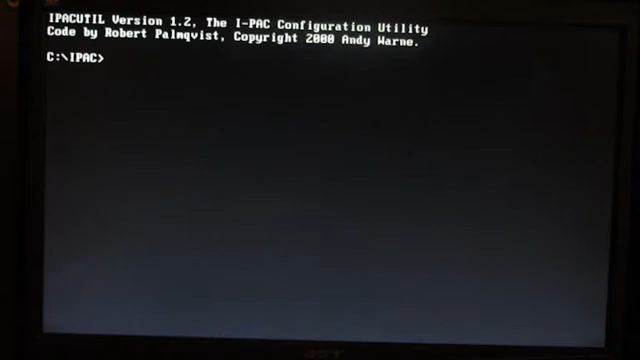 IPACUTIL Version 1.2, The I-PAC Configuration Utility
Code by Robert Palmqvist, Copyright 2000 Andy Warne.
C:\IPAC>